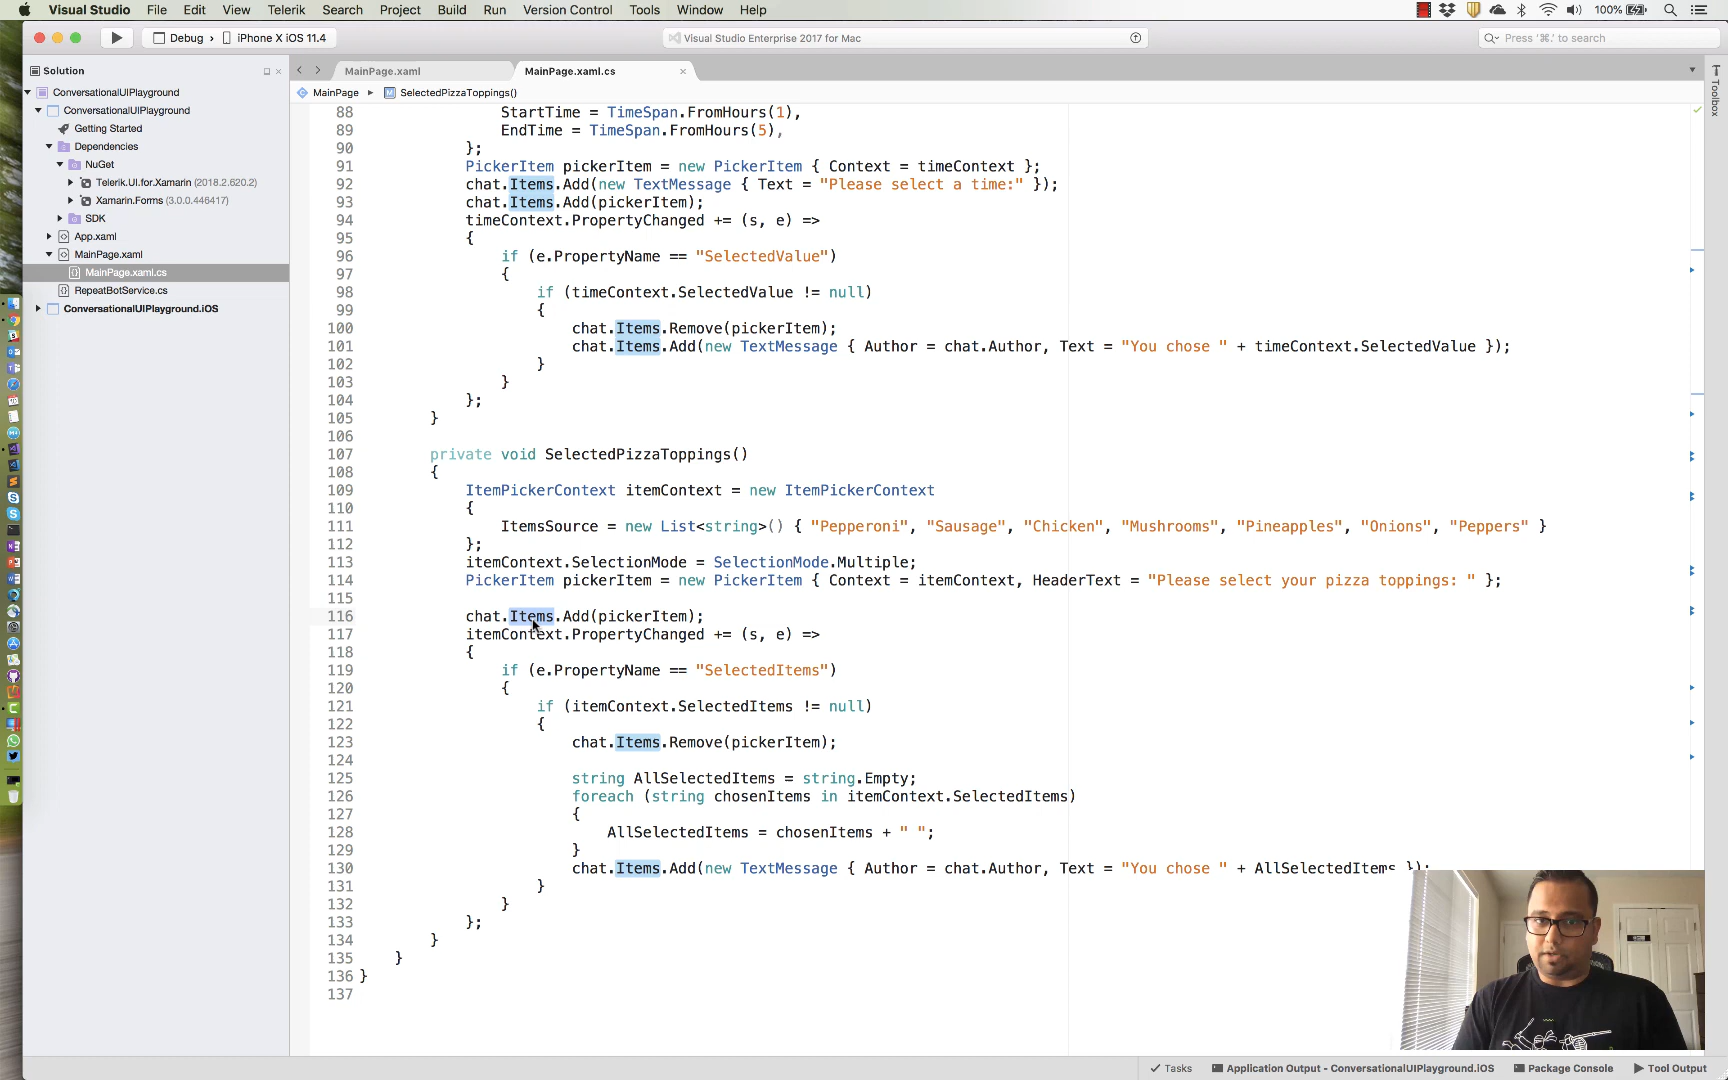 Visual Studio File Edit View Telerik Search Project Build Run Version Control Tools Window Help 100%
Debug › iPhone X iOS 11.4 Visual Studio Enterprise 2017 for Mac Press '⌘.' to search
Solution
MainPage.xaml MainPage.xaml.cs
MainPage ▸ SelectedPizzaToppings()
Toolbox
ConversationalUIPlayground
ConversationalUIPlayground
Getting Started
Dependencies
NuGet
Telerik.UI.for.Xamarin (2018.2.620.2)
Xamarin.Forms (3.0.0.446417)
SDK
App.xaml
MainPage.xaml
MainPage.xaml.cs
RepeatBotService.cs
ConversationalUIPlayground.iOS
88 StartTime = TimeSpan.FromHours(1),
89 EndTime = TimeSpan.FromHours(5),
90 };
91 PickerItem pickerItem = new PickerItem { Context = timeContext };
92 chat.Items.Add(new TextMessage { Text = "Please select a time:" });
93 chat.Items.Add(pickerItem);
94 timeContext.PropertyChanged += (s, e) =>
95 {
96 if (e.PropertyName == "SelectedValue")
97 {
98 if (timeContext.SelectedValue != null)
99 {
100 chat.Items.Remove(pickerItem);
101 chat.Items.Add(new TextMessage { Author = chat.Author, Text = "You chose " + timeContext.SelectedValue });
102 }
103 }
104 };
105 }
106
107 private void SelectedPizzaToppings()
108 {
109 ItemPickerContext itemContext = new ItemPickerContext
110 {
111 ItemsSource = new List<string>() { "Pepperoni", "Sausage", "Chicken", "Mushrooms", "Pineapples", "Onions", "Peppers" }
112 };
113 itemContext.SelectionMode = SelectionMode.Multiple;
114 PickerItem pickerItem = new PickerItem { Context = itemContext, HeaderText = "Please select your pizza toppings: " };
115
116 chat.Items.Add(pickerItem);
117 itemContext.PropertyChanged += (s, e) =>
118 {
119 if (e.PropertyName == "SelectedItems")
120 {
121 if (itemContext.SelectedItems != null)
122 {
123 chat.Items.Remove(pickerItem);
124
125 string AllSelectedItems = string.Empty;
126 foreach (string chosenItems in itemContext.SelectedItems)
127 {
128 AllSelectedItems = chosenItems + " ";
129 }
130 chat.Items.Add(new TextMessage { Author = chat.Author, Text = "You chose " + AllSelectedItems });
131 }
132 }
133 };
134 }
135 }
136 }
137
Tasks Application Output - ConversationalUIPlayground.iOS Package Console Tool Output